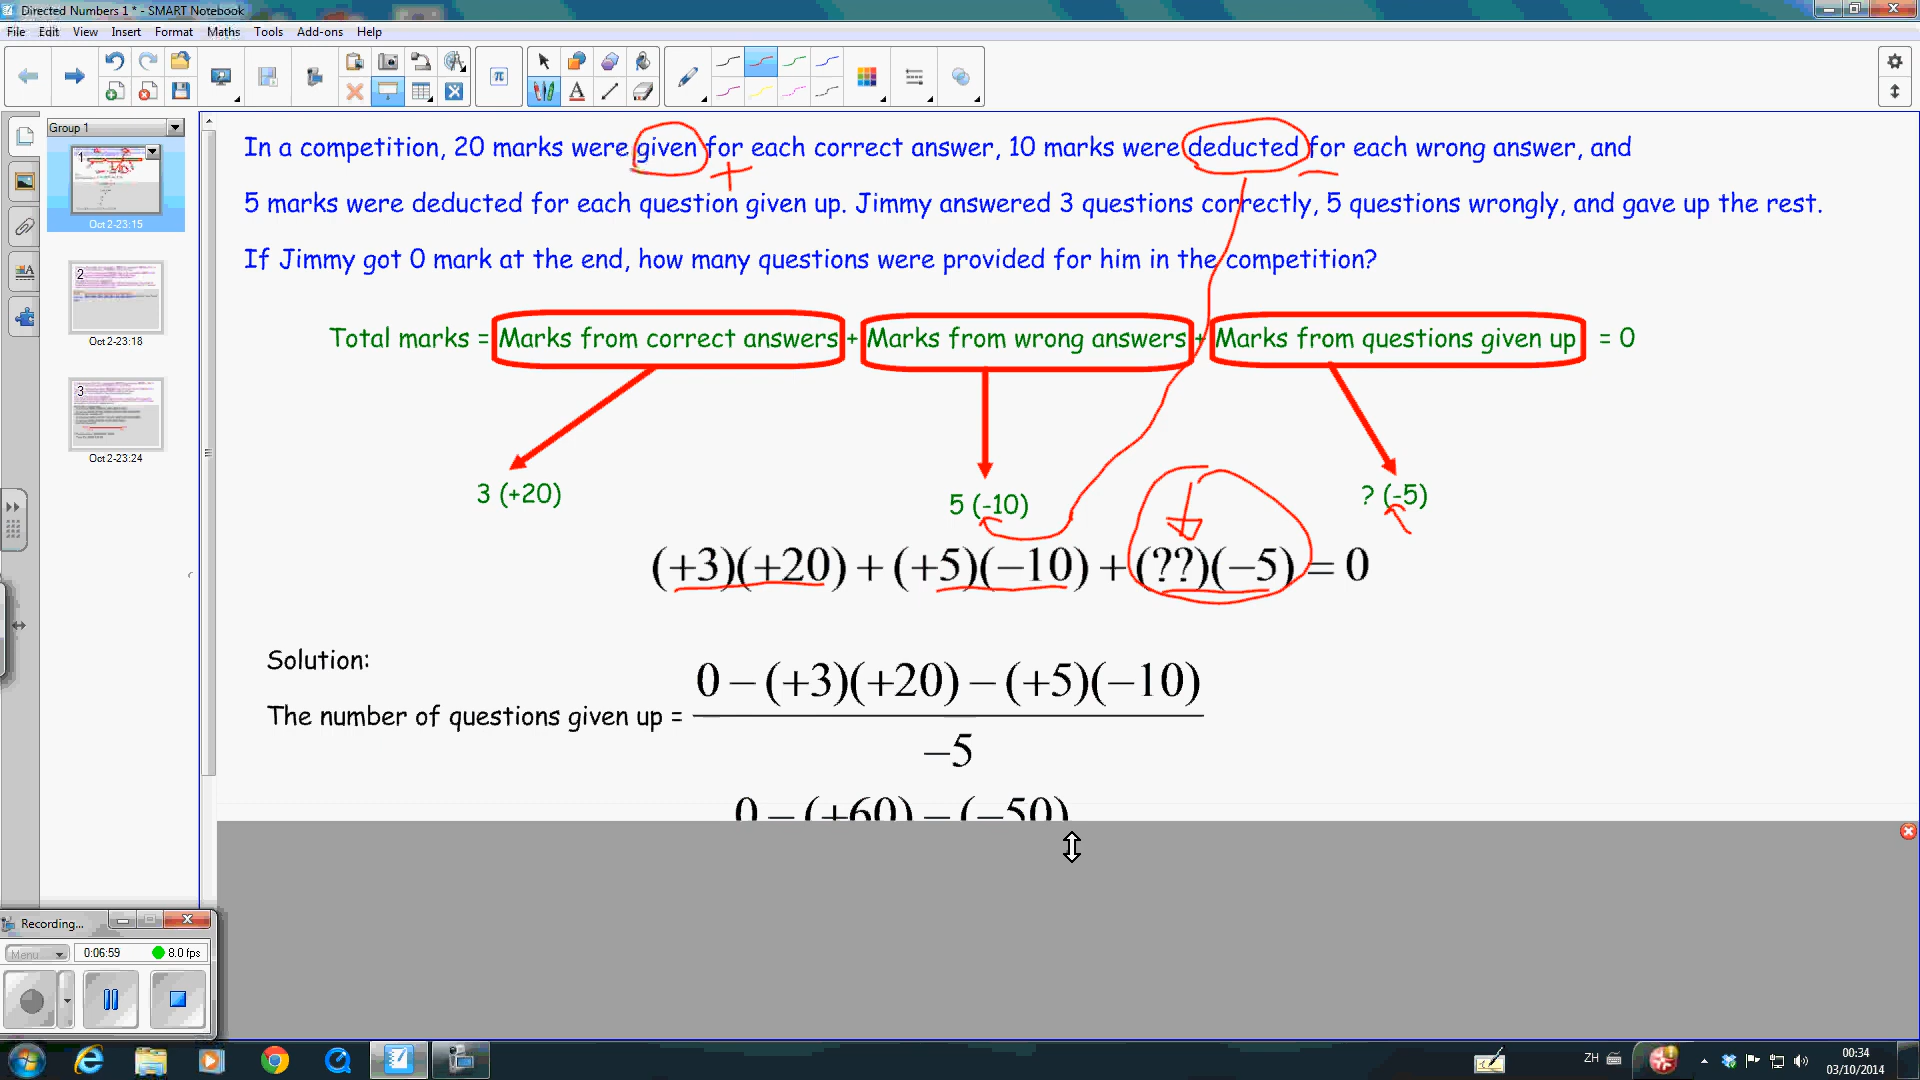 Directed Numbers 1 * - SMART Notebook
File Edit View Insert Format Maths Tools Add-ons Help
Group 1
1
Oct 2-23:15
2
Oct 2-23:18
3
Oct 2-23:24
In a competition, 20 marks were given for each correct answer, 10 marks were deducted for each wrong answer, and
5 marks were deducted for each question given up. Jimmy answered 3 questions correctly, 5 questions wrongly, and gave up the rest.
If Jimmy got 0 mark at the end, how many questions were provided for him in the competition?
+ −
Total marks = Marks from correct answers + Marks from wrong answers + Marks from questions given up = 0
3 (+20) 5 (-10) ? (-5)
(+3)(+20) + (+5)(−10) + (??)(−5) = 0
Solution:
The number of questions given up =
0 − (+3)(+20) − (+5)(−10)
−5
0 − (+60) − (−50)
Recording...
Menu 0:06:59 8.0 fps
ZH
00:34
03/10/2014